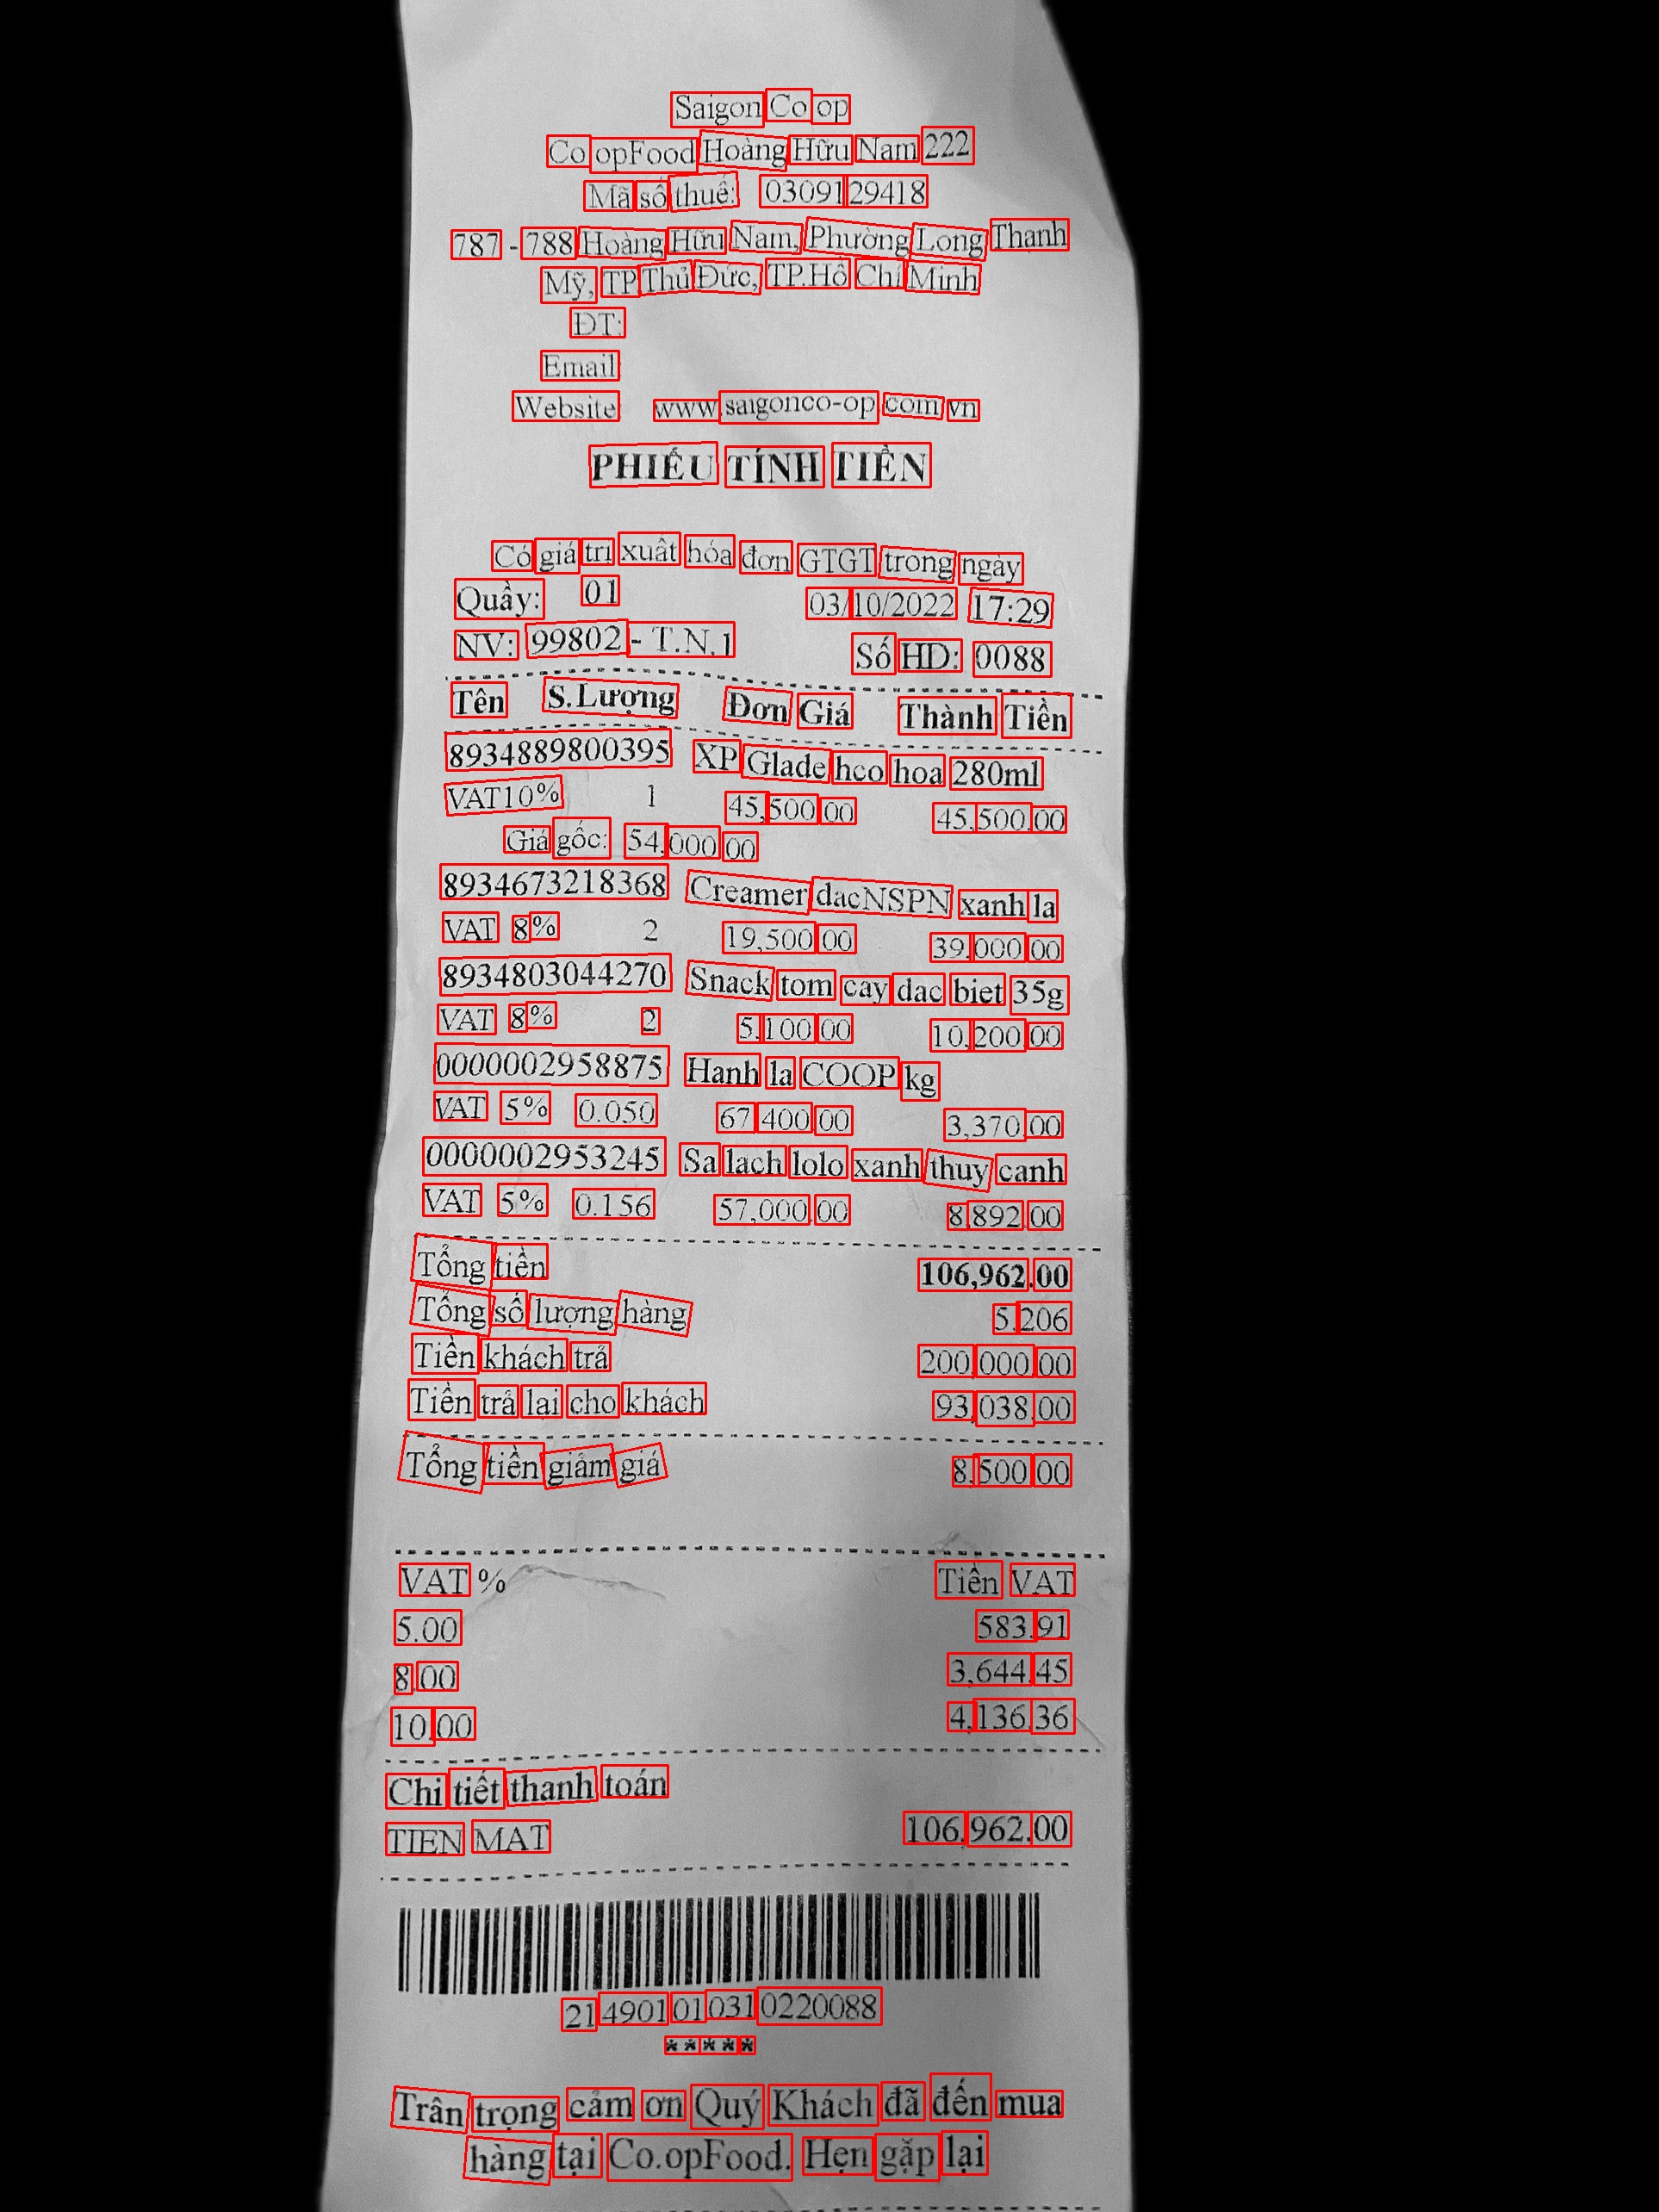 Saigon Co op
Co opFood Hoàng Hữu Nam 222
Mã số thuế: 0309129418
787 - 788 Hoàng Hữu Nam, Phường Long Thanh
Mỹ, TP Thủ Đức, TP.Hồ Chí Minh
ĐT:
Email
Website www.saigonco-op.com.vn
PHIẾU TÍNH TIỀN
Có giá trị xuất hóa đơn GTGT trong ngày
Quầy: 01 03/10/2022 17:29
NV: 99802 - T.N.1 Số HD: 0088
Tên S.Lượng Đơn Giá Thành Tiền
8934889800395 XP Glade hco hoa 280ml
VAT10% 1 45,500.00 45,500.00
Giá gốc: 54,000.00
8934673218368 Creamer dacNSPN xanh la
VAT 8% 2 19,500.00 39,000.00
8934803044270 Snack tom cay dac biet 35g
VAT 8% 2 5,100.00 10,200.00
0000002958875 Hanh la COOP kg
VAT 5% 0.050 67,400.00 3,370.00
0000002953245 Sa lach lolo xanh thuy canh
VAT 5% 0.156 57,000.00 8,892.00
Tổng tiền 106,962.00
Tổng số lượng hàng 5.206
Tiền khách trả 200,000.00
Tiền trả lại cho khách 93,038.00
Tổng tiền giảm giá 8,500.00
VAT % Tiền VAT
5.00 583.91
8.00 3,644.45
10.00 4,136.36
Chi tiết thanh toán
TIEN MAT 106,962.00
214901010310220088
*****
Trân trọng cảm ơn Quý Khách đã đến mua
hàng tại Co.opFood. Hẹn gặp lại